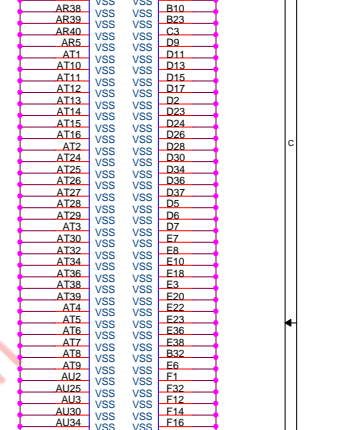 VSS VSS
AR38 VSS VSS B10
AR39 VSS VSS B23
AR40 VSS VSS C3
AR5 VSS VSS D9
AT1 VSS VSS D11
AT10 VSS VSS D13
AT11 VSS VSS D15
AT12 VSS VSS D17
AT13 VSS VSS D2
AT14 VSS VSS D23
AT15 VSS VSS D24
AT16 VSS VSS D26
AT2 VSS VSS D28
AT24 VSS VSS D30
AT25 VSS VSS D34
AT26 VSS VSS D36
AT27 VSS VSS D37
AT28 VSS VSS D5
AT29 VSS VSS D6
AT3 VSS VSS D7
AT30 VSS VSS E7
AT32 VSS VSS E8
AT34 VSS VSS E10
AT36 VSS VSS E18
AT38 VSS VSS E3
AT39 VSS VSS E20
AT4 VSS VSS E22
AT5 VSS VSS E23
AT6 VSS VSS E36
AT7 VSS VSS E38
AT8 VSS VSS B32
AT9 VSS VSS E6
AU2 VSS VSS F1
AU25 VSS VSS F32
AU3 VSS VSS F12
AU30 VSS VSS F14
AU34 VSS VSS F16
C